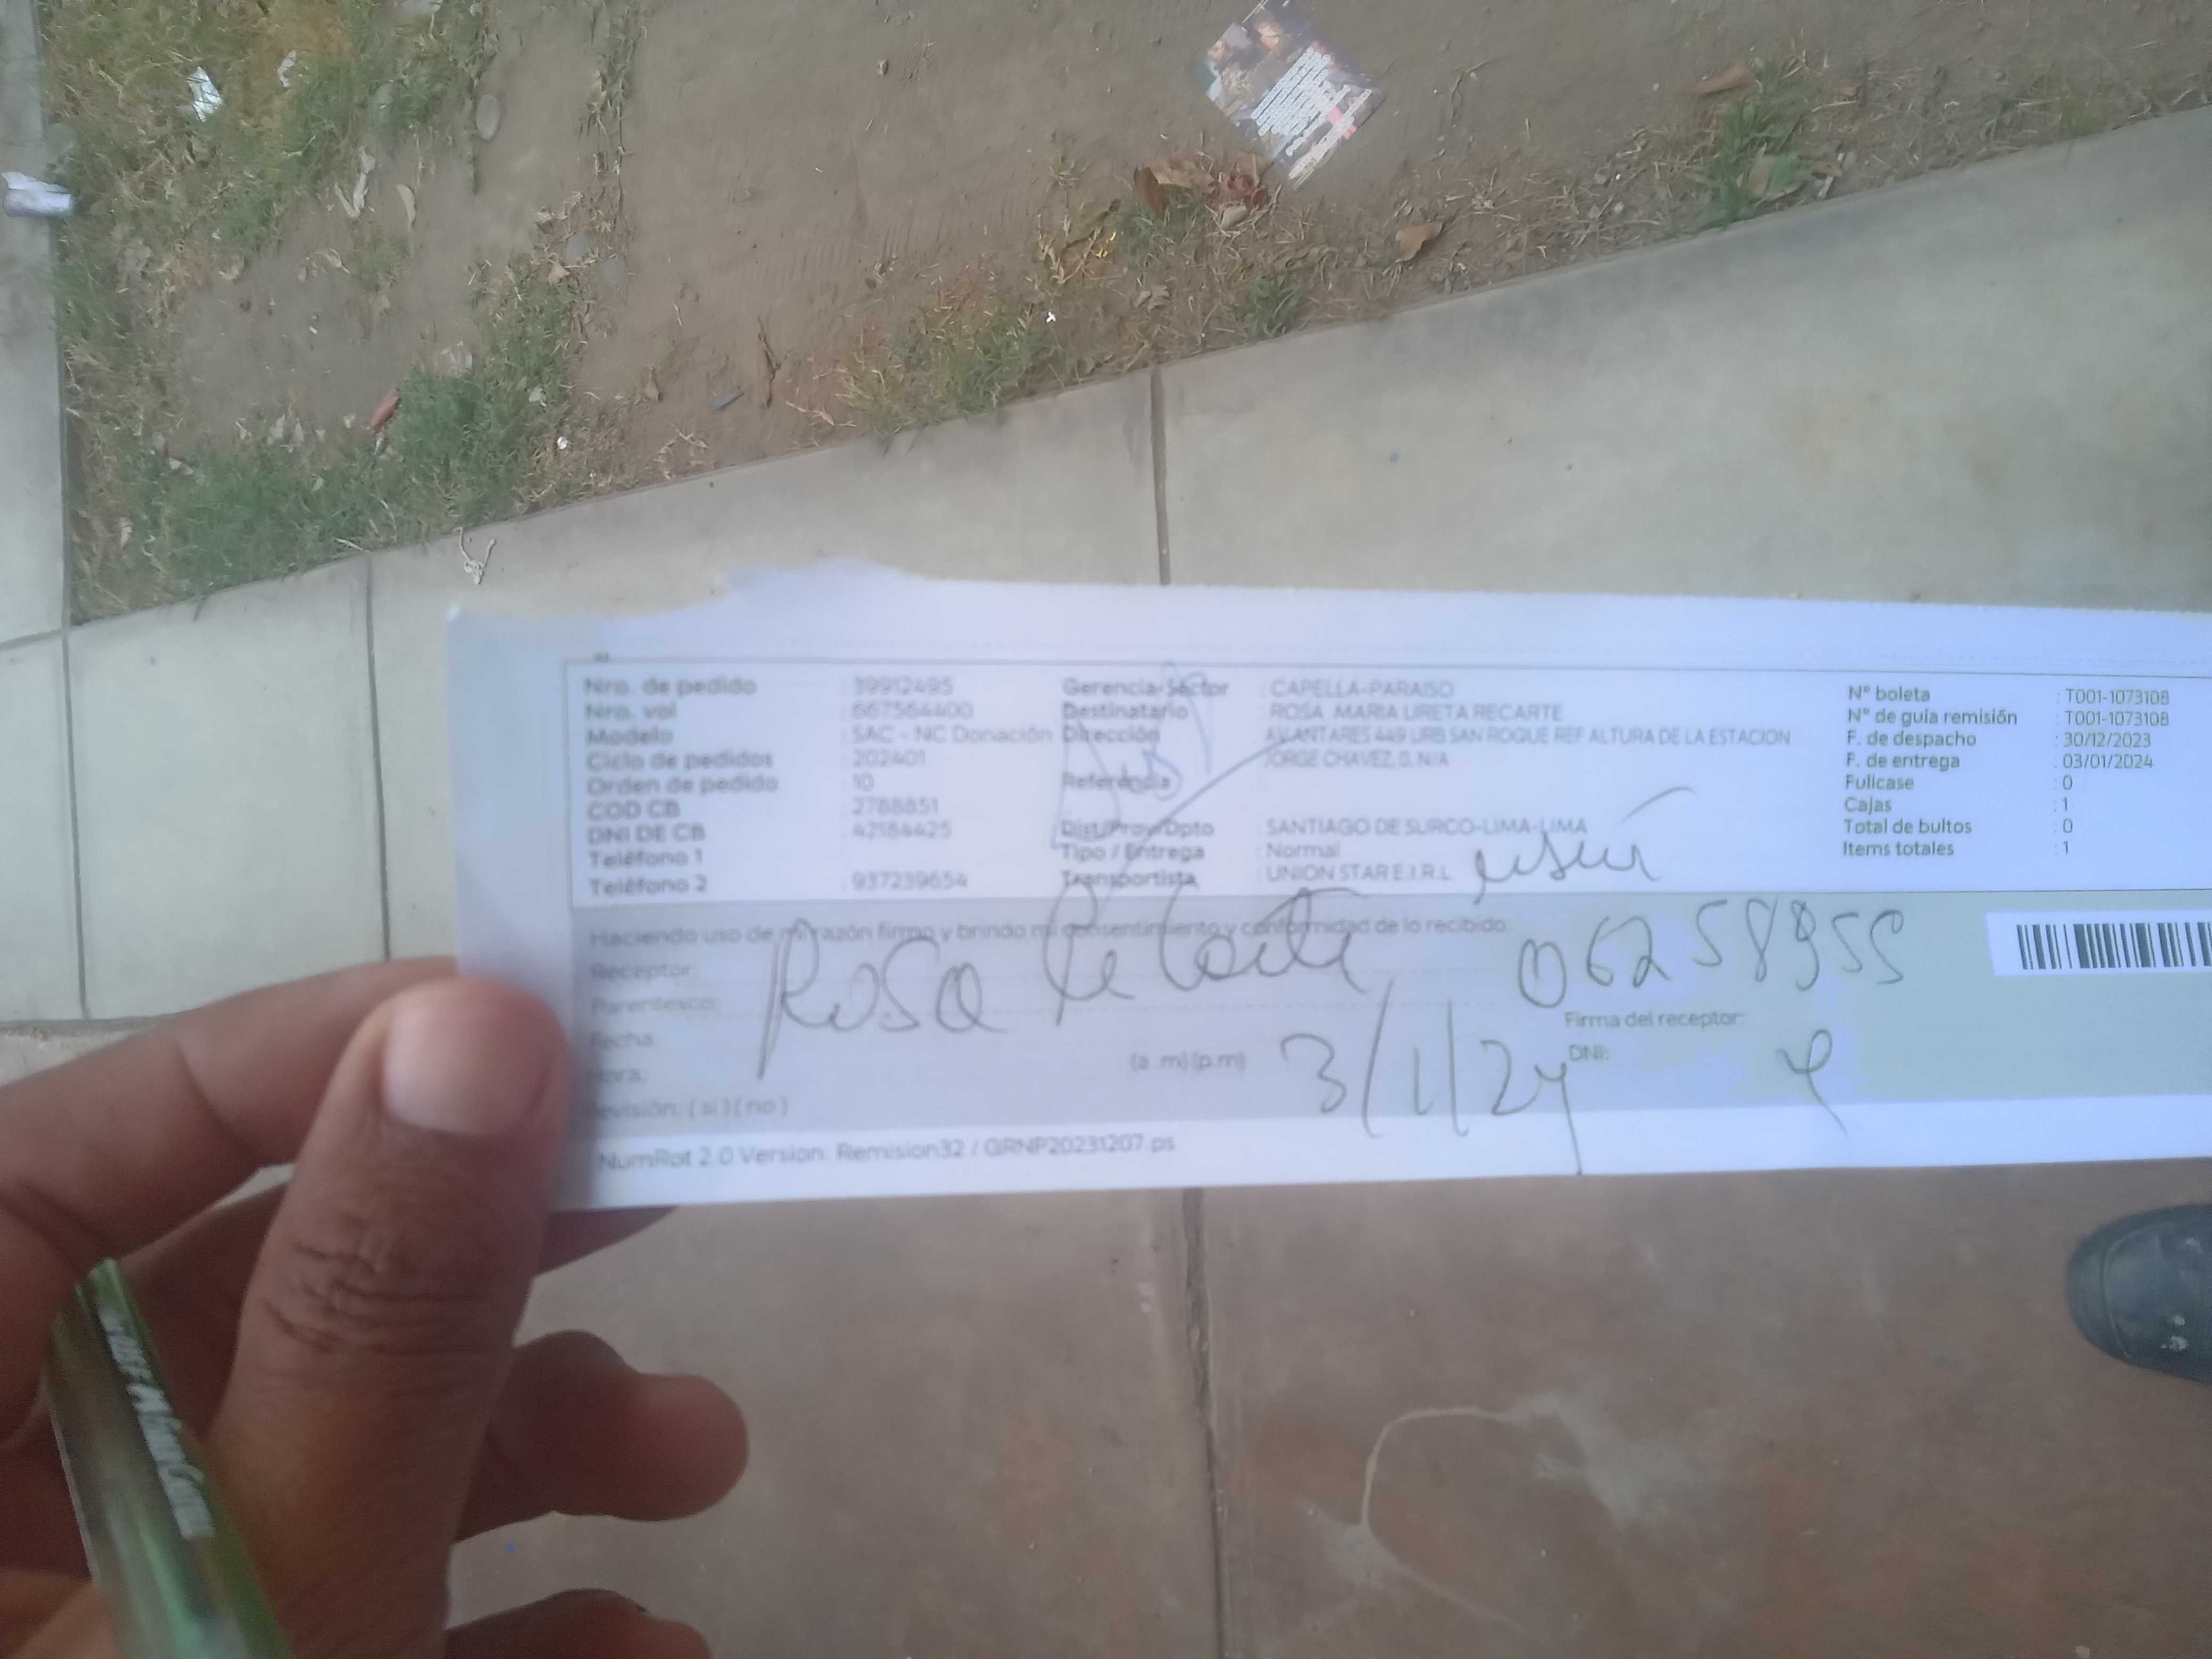 Nro. de pedido : 39912495
Nro. vol : 667564400
Modelo : SAC - NC Donación
Ciclo de pedidos : 202401
Orden de pedido : 10
COD CB : 2788851
DNI DE CB : 42184425
Teléfono 1
Teléfono 2 : 937239654
Gerencia-Sector : CAPELLA-PARAISO
Destinatario : ROSA MARIA URETA RECARTE
Dirección : ALCANTARES 449 URB SAN ROQUE REF ALTURA DE LA ESTACION
JORGE CHAVEZ, 0, N/A
Referencia :
Dist/Prov/Dpto : SANTIAGO DE SURCO-LIMA-LIMA
Tipo / Entrega : Normal
Transportista : UNION STAR E.I.R.L
N° boleta : T001-1073108
N° de guía remisión : T001-1073108
F. de despacho : 30/12/2023
F. de entrega : 03/01/2024
Fullcase : 0
Cajas : 1
Total de bultos : 0
Items totales : 1
Haciendo uso de mi razón firmo y brindo mi consentimiento y conformidad de lo recibido:
Receptor: Rosa
Parentesco:
Fecha:
Hora: (a .m) (p.m)
3/1/24
Revisión: ( si ) ( no )
06258955
Firma del receptor:
DNI:
NumRot 2.0 Version: Remision32 / GRNP20231207.ps